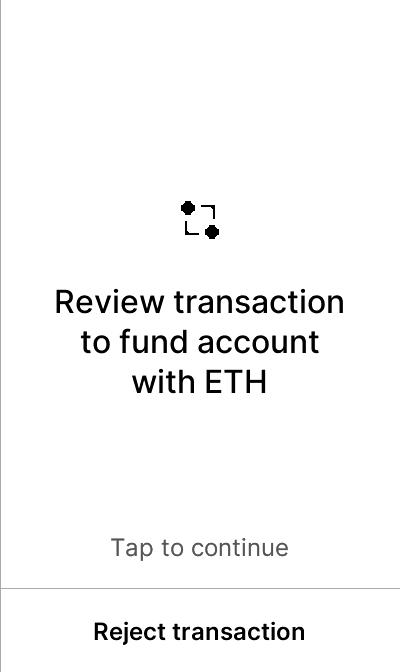 Review transaction
to fund account
with ETH
Tap to continue
Reject transaction